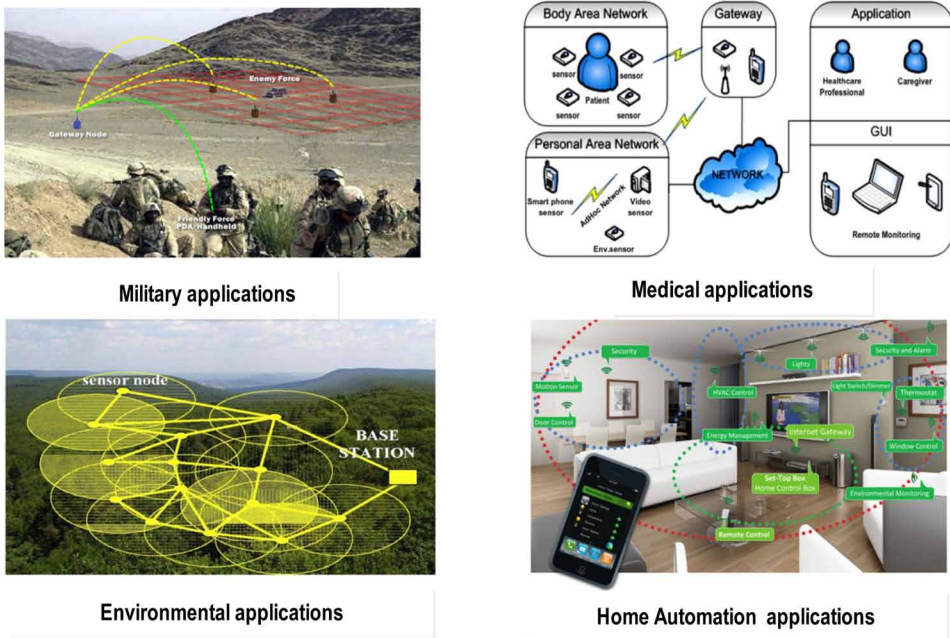 Enemy Force
Gateway Node
Friendly Force
PDA/Handheld
Military applications
Body Area Network
sensor
sensor
Patient
sensor
sensor
Gateway
Application
Healthcare
Professional
Caregiver
Personal Area Network
Smart phone
sensor
AdHoc Network
Video
sensor
Env.sensor
NETWORK
GUI
Remote Monitoring
Medical applications
sensor node
BASE
STATION
Environmental applications
Security
Lights
Security and Alarm
Motion Sensor
HVAC Control
Light Switch/Dimmer
Thermostat
Door Control
Energy Management
Internet Gateway
Window Control
Set-Top Box
Home Control Box
Environmental Monitoring
Remote Control
Home Automation applications